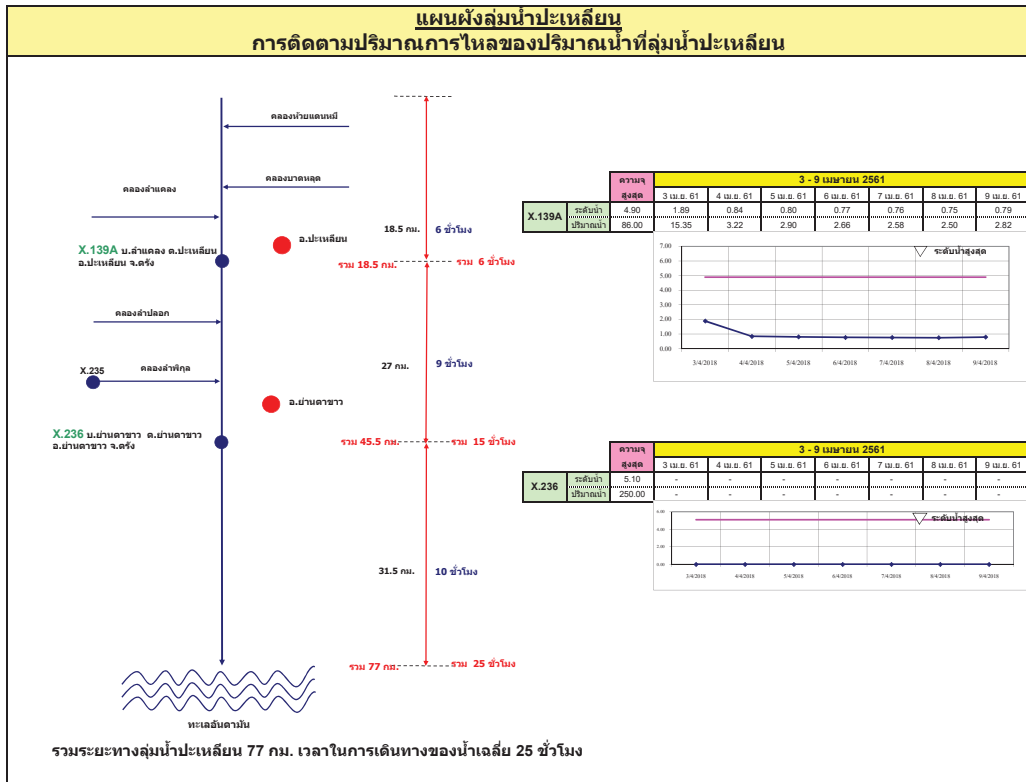 แผนผังลุ่มน้ำปะเหลียน
การติดตามปริมาณการไหลของปริมาณน้ำที่ลุ่มน้ำปะเหลียน
คลองห้วยแดนหมี
คลองบาดหลุด
คลองลำแคลง
18.5 กม.
6 ชั่วโมง
X.139A บ.ลำแคลง ต.ปะเหลียน
อ.ปะเหลียน จ.ตรัง
อ.ปะเหลียน
รวม 18.5 กม.
รวม 6 ชั่วโมง
คลองลำปลอก
X.235
คลองลำพิกุล
27 กม.
9 ชั่วโมง
อ.ย่านตาขาว
X.236 บ.ย่านตาขาว ต.ย่านตาขาว
อ.ย่านตาขาว จ.ตรัง
รวม 45.5 กม.
รวม 15 ชั่วโมง
31.5 กม.
10 ชั่วโมง
รวม 77 กม.
รวม 25 ชั่วโมง
ทะเลอันดามัน
รวมระยะทางลุ่มน้ำปะเหลียน 77 กม. เวลาในการเดินทางของน้ำเฉลี่ย 25 ชั่วโมง
ความจุ 3 - 9 เมษายน 2561
สูงสุด 3 เม.ย. 61 4 เม.ย. 61 5 เม.ย. 61 6 เม.ย. 61 7 เม.ย. 61 8 เม.ย. 61 9 เม.ย. 61
X.139A
ระดับน้ำ 4.90 1.89 0.84 0.80 0.77 0.76 0.75 0.79
ปริมาณน้ำ 86.00 15.35 3.22 2.90 2.66 2.58 2.50 2.82
ระดับน้ำสูงสุด
7.00
6.00
5.00
4.00
3.00
2.00
1.00
0.00
3/4/2018 4/4/2018 5/4/2018 6/4/2018 7/4/2018 8/4/2018 9/4/2018
ความจุ 3 - 9 เมษายน 2561
สูงสุด 3 เม.ย. 61 4 เม.ย. 61 5 เม.ย. 61 6 เม.ย. 61 7 เม.ย. 61 8 เม.ย. 61 9 เม.ย. 61
X.236
ระดับน้ำ 5.10 - - - - - - -
ปริมาณน้ำ 250.00 - - - - - - -
ระดับน้ำสูงสุด
6.00
4.00
2.00
0.00
3/4/2018 4/4/2018 5/4/2018 6/4/2018 7/4/2018 8/4/2018 9/4/2018